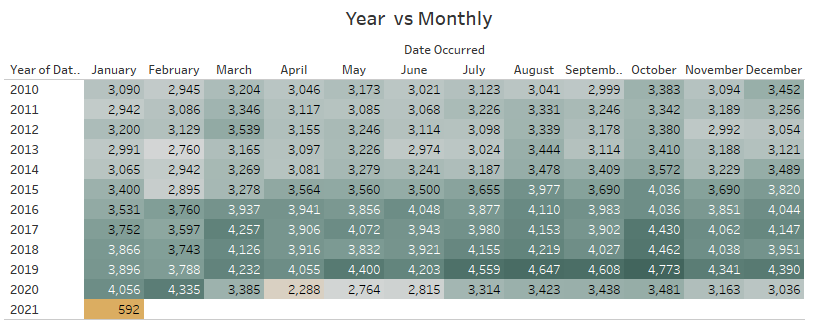 Year vs Monthly
Date Occurred
Year of Dat.. January February March April May June July August Septemb.. October November December
2010 3,090 2,945 3,204 3,046 3,173 3,021 3,123 3,041 2,999 3,383 3,094 3,452
2011 2,942 3,086 3,346 3,117 3,085 3,068 3,226 3,331 3,246 3,342 3,189 3,256
2012 3,200 3,129 3,539 3,155 3,246 3,114 3,098 3,339 3,178 3,380 2,992 3,054
2013 2,991 2,760 3,165 3,097 3,226 2,974 3,024 3,444 3,114 3,410 3,188 3,121
2014 3,065 2,942 3,269 3,081 3,279 3,241 3,187 3,478 3,409 3,572 3,229 3,489
2015 3,400 2,895 3,278 3,564 3,560 3,500 3,655 3,977 3,690 4,036 3,690 3,820
2016 3,531 3,760 3,937 3,941 3,856 4,048 3,877 4,110 3,983 4,036 3,851 4,044
2017 3,752 3,597 4,257 3,906 4,072 3,943 3,980 4,153 3,902 4,430 4,062 4,147
2018 3,866 3,743 4,126 3,916 3,832 3,921 4,155 4,219 4,027 4,462 4,038 3,951
2019 3,896 3,788 4,232 4,055 4,400 4,203 4,559 4,647 4,608 4,773 4,341 4,390
2020 4,056 4,335 3,385 2,288 2,764 2,815 3,314 3,423 3,438 3,481 3,163 3,036
2021 592